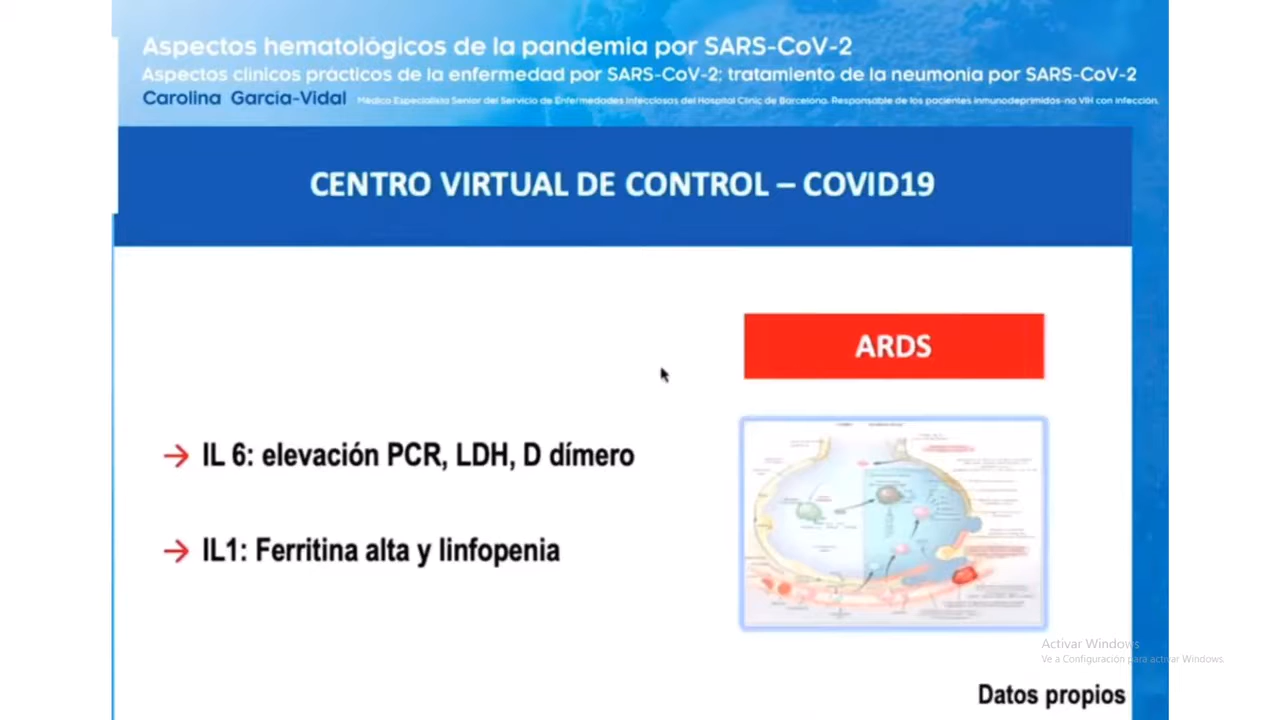 Aspectos hematológicos de la pandemia por SARS-CoV-2
Aspectos clínicos prácticos de la enfermedad por SARS-CoV-2: tratamiento de la neumonía por SARS-CoV-2
Carolina Garcia-Vidal Médico Especialista Senior del Servicio de Enfermedades Infecciosas del Hospital Clínic de Barcelona. Responsable de los pacientes inmunodeprimidos-no VIH con infección.
CENTRO VIRTUAL DE CONTROL – COVID19
ARDS
→ IL 6: elevación PCR, LDH, D dímero
→ IL1: Ferritina alta y linfopenia
Activar Windows
Ve a Configuración para activar Windows.
Datos propios